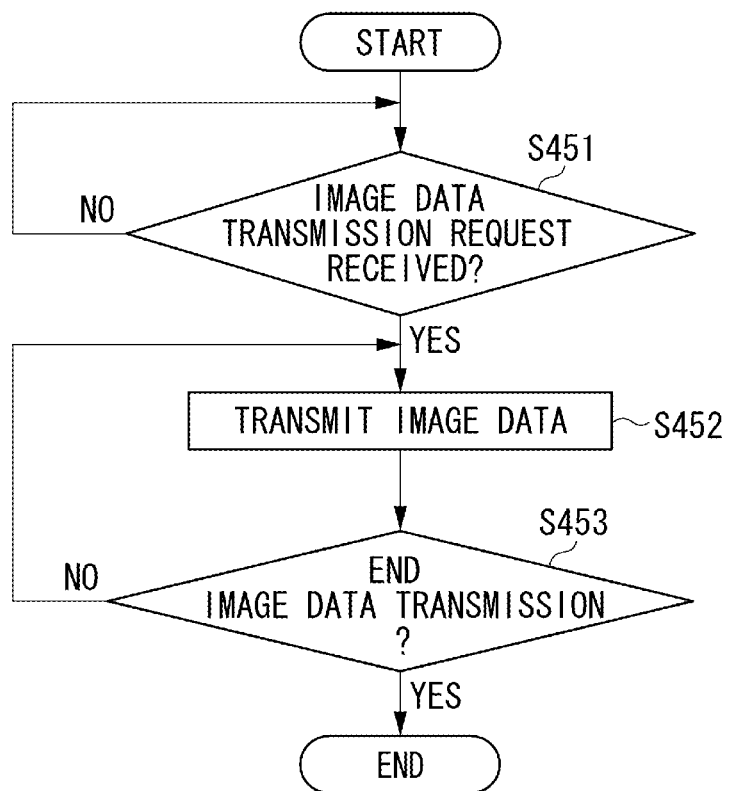 START
S451
IMAGE DATA
TRANSMISSION REQUEST
RECEIVED?
NO
YES
TRANSMIT IMAGE DATA
S452
S453
END
IMAGE DATA TRANSMISSION
?
NO
YES
END